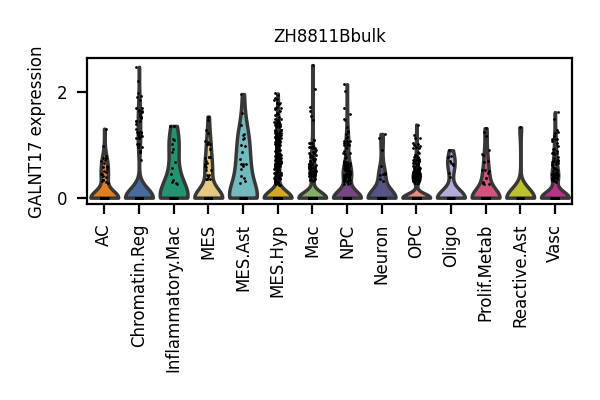 ZH8811Bbulk
GALNT17 expression
2
0
AC
Chromatin.Reg
Inflammatory.Mac
MES
MES.Ast
MES.Hyp
Mac
NPC
Neuron
OPC
Oligo
Prolif.Metab
Reactive.Ast
Vasc